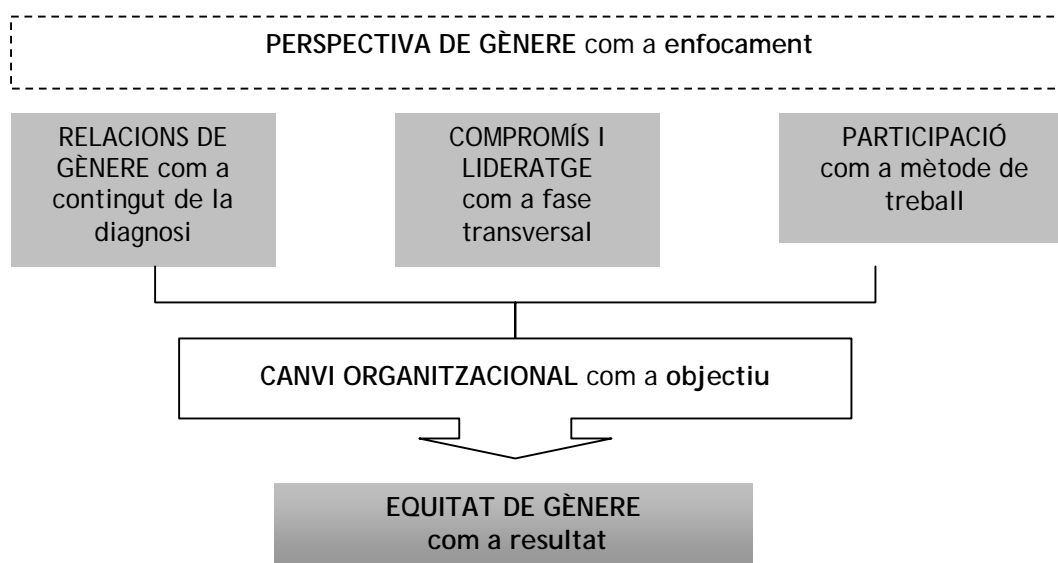 PERSPECTIVA DE GÈNERE com a enfocament
RELACIONS DE
GÈNERE com a
contingut de la
diagnosi
COMPROMÍS I
LIDERATGE
com a fase
transversal
PARTICIPACIÓ
com a mètode de
treball
CANVI ORGANITZACIONAL com a objectiu
EQUITAT DE GÈNERE
com a resultat